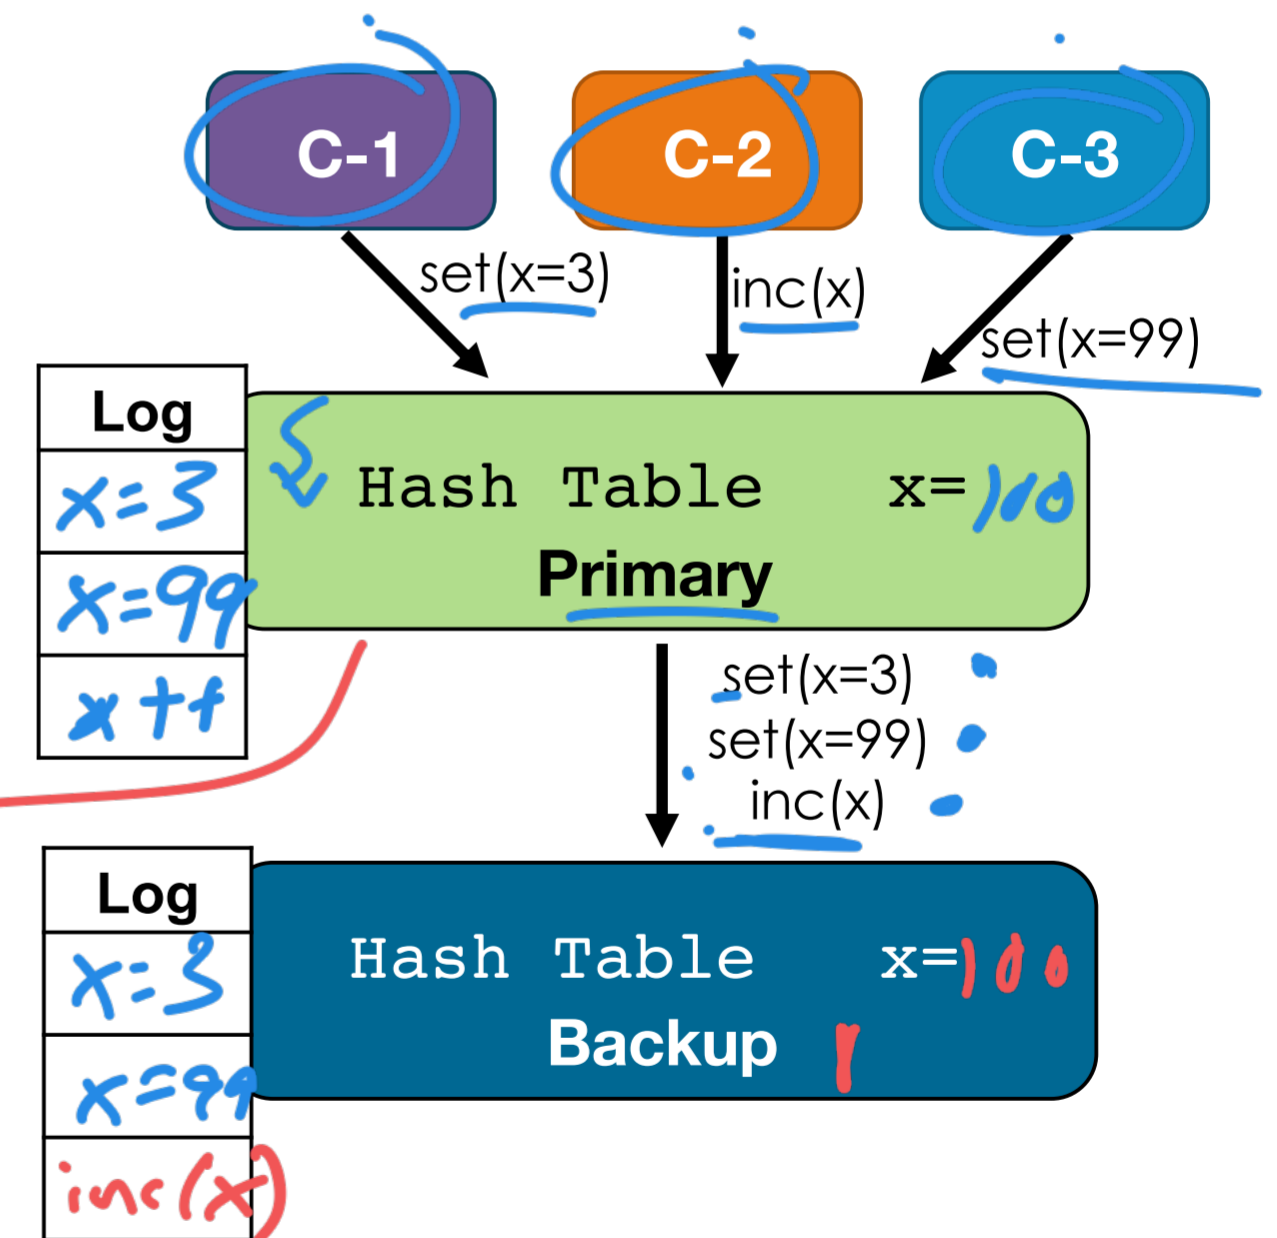 C-1
C-2
C-3
set(x=3)
inc(x)
set(x=99)
Log
x=3
x=99
x++
Hash Table x=100
Primary
set(x=3)
set(x=99)
inc(x)
Log
x=3
x=99
inc(x)
Hash Table x=100
Backup